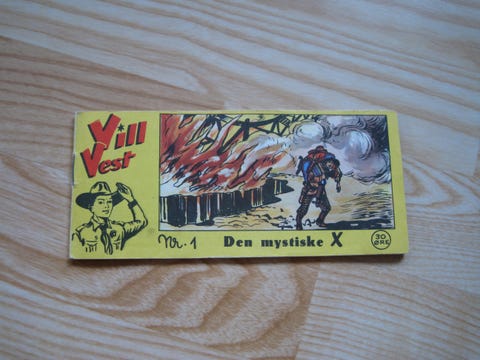 Vill
Vest
Nr. 1
Den mystiske X
30
ØRE